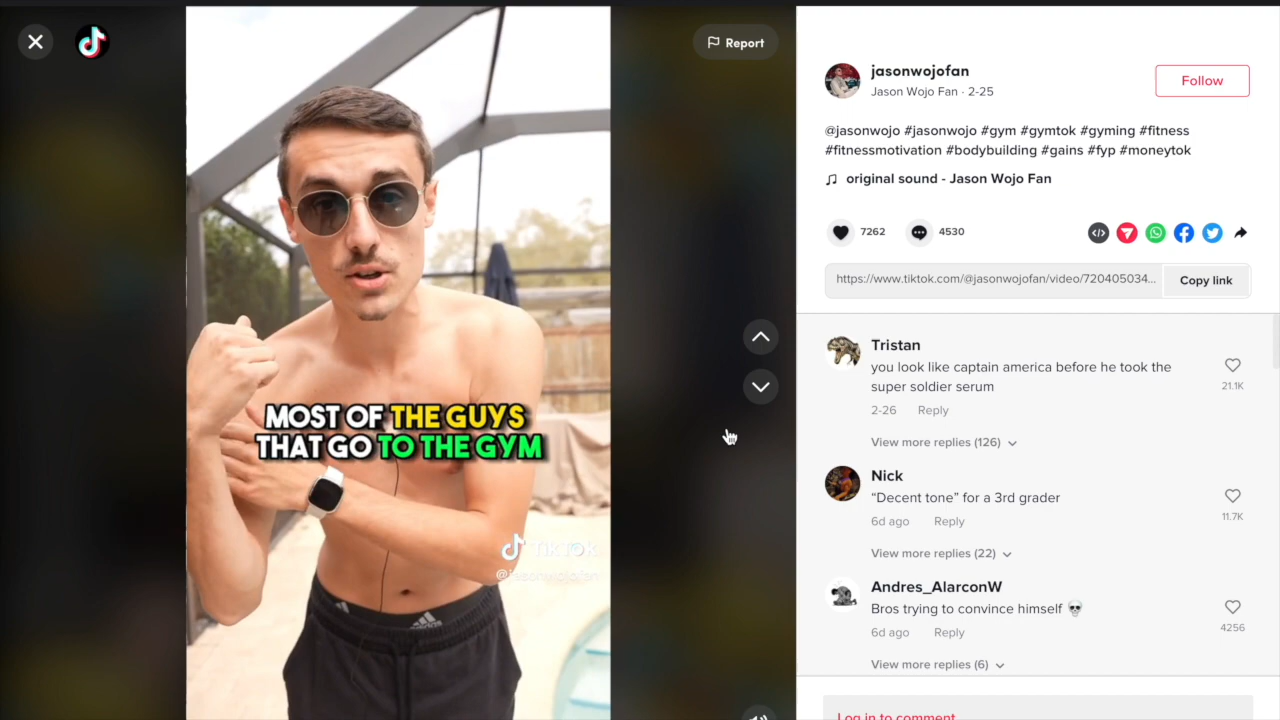 Report
MOST OF THE GUYS
THAT GO TO THE GYM
adidas
TikTok
@jasonwojofan
jasonwojofan
Jason Wojo Fan · 2-25
Follow
@jasonwojo #jasonwojo #gym #gymtok #gyming #fitness
#fitnessmotivation #bodybuilding #gains #fyp #moneytok
original sound - Jason Wojo Fan
7262
4530
https://www.tiktok.com/@jasonwojofan/video/720405034...
Copy link
Tristan
you look like captain america before he took the
super soldier serum
21.1K
2-26 Reply
View more replies (126)
Nick
“Decent tone” for a 3rd grader
11.7K
6d ago Reply
View more replies (22)
Andres_AlarconW
Bros trying to convince himself 💀
4256
6d ago Reply
View more replies (6)
Log in to comment